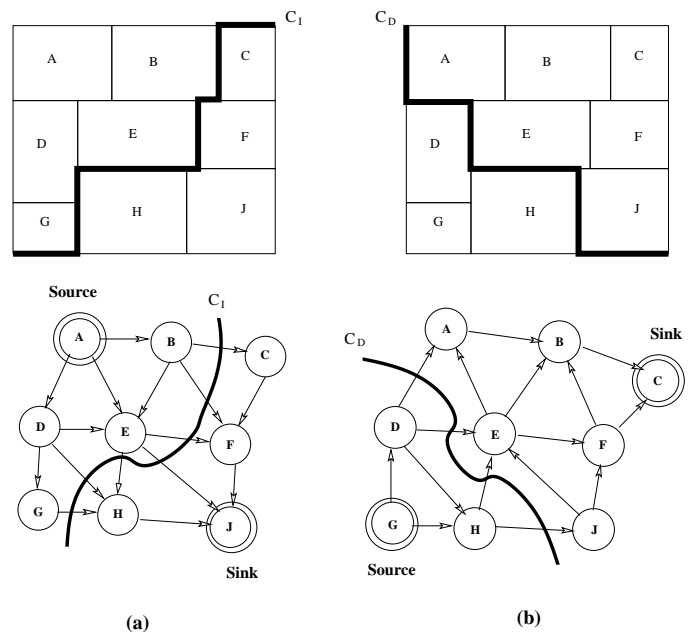 C_I
A B C
D E F
G H J
C_D
A B C
D E F
G H J
Source
C_I
A B C
D E F
G H J
Sink
(a)
C_D
A B Sink
C
D E F
G H J
Source
(b)